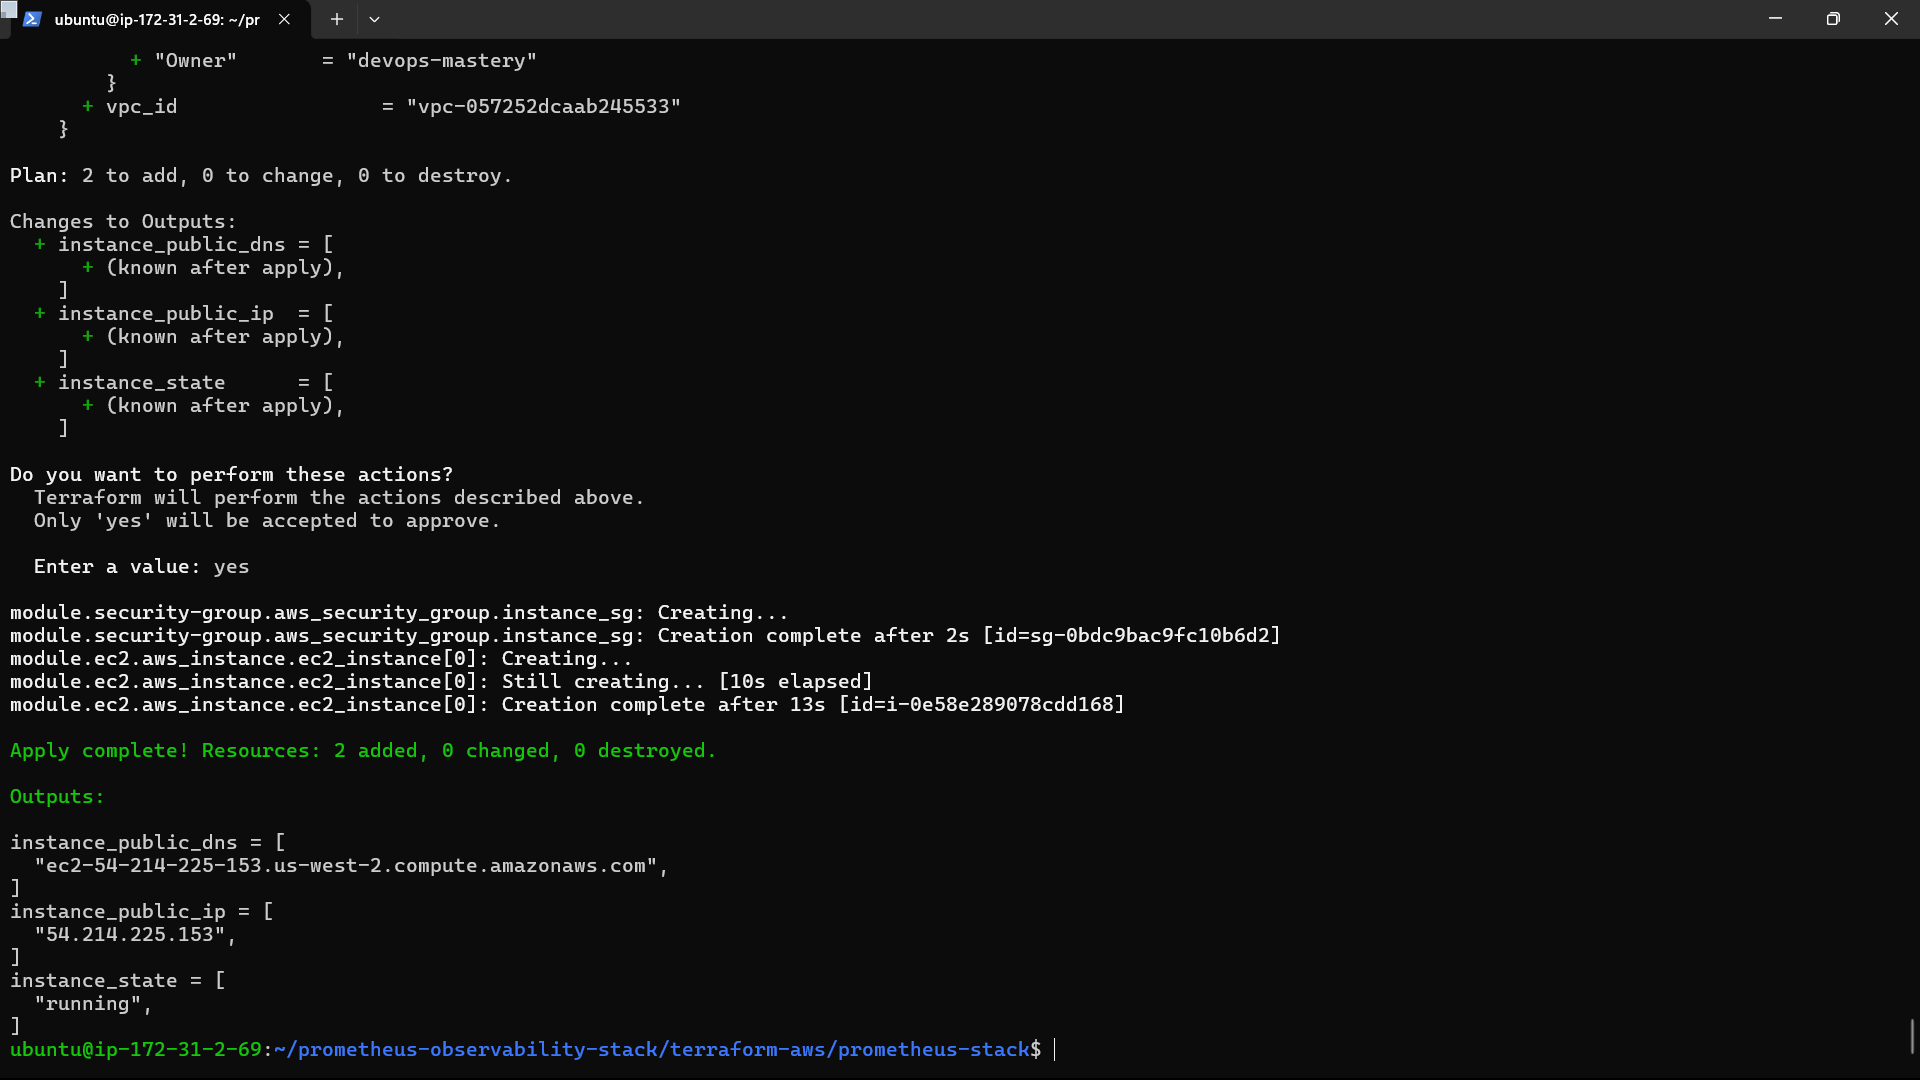 ubuntu@ip-172-31-2-69: ~/pr
+ "Owner"       = "devops-mastery"
}
+ vpc_id                 = "vpc-057252dcaab245533"
}
Plan: 2 to add, 0 to change, 0 to destroy.
Changes to Outputs:
+ instance_public_dns = [
+ (known after apply),
]
+ instance_public_ip  = [
+ (known after apply),
]
+ instance_state      = [
+ (known after apply),
]
Do you want to perform these actions?
Terraform will perform the actions described above.
Only 'yes' will be accepted to approve.
Enter a value: yes
module.security-group.aws_security_group.instance_sg: Creating...
module.security-group.aws_security_group.instance_sg: Creation complete after 2s [id=sg-0bdc9bac9fc10b6d2]
module.ec2.aws_instance.ec2_instance[0]: Creating...
module.ec2.aws_instance.ec2_instance[0]: Still creating... [10s elapsed]
module.ec2.aws_instance.ec2_instance[0]: Creation complete after 13s [id=i-0e58e289078cdd168]
Apply complete! Resources: 2 added, 0 changed, 0 destroyed.
Outputs:
instance_public_dns = [
"ec2-54-214-225-153.us-west-2.compute.amazonaws.com",
]
instance_public_ip = [
"54.214.225.153",
]
instance_state = [
"running",
]
ubuntu@ip-172-31-2-69:~/prometheus-observability-stack/terraform-aws/prometheus-stack$